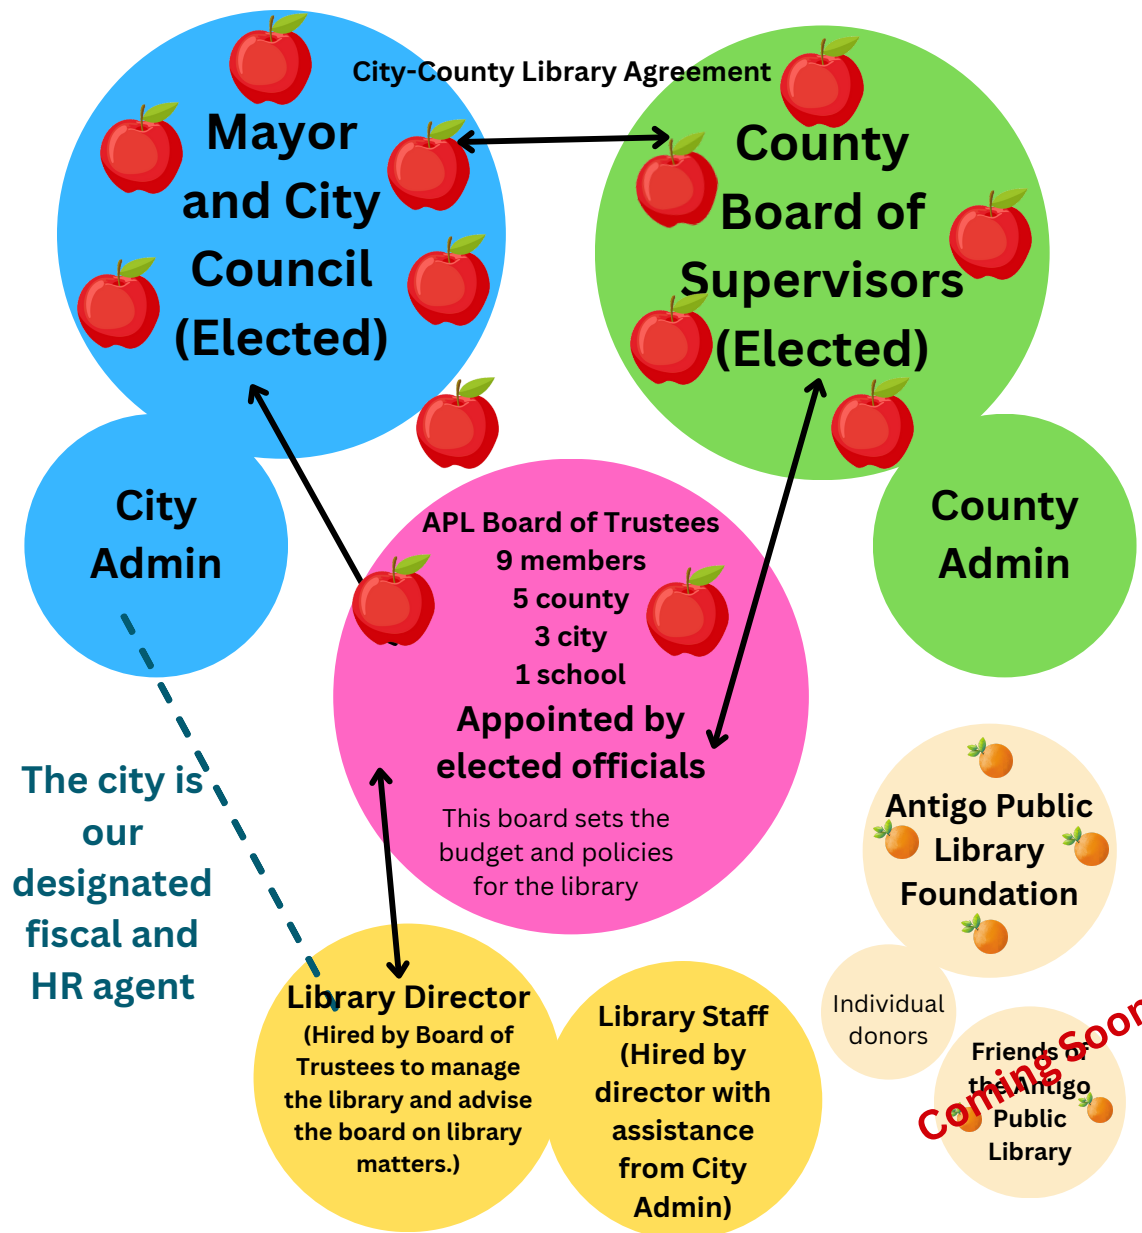 City-County Library Agreement
Mayor
and City
Council
(Elected)
County
Board of
Supervisors
(Elected)
City
Admin
County
Admin
APL Board of Trustees
9 members
5 county
3 city
1 school
Appointed by
elected officials
This board sets the
budget and policies
for the library
The city is
our
designated
fiscal and
HR agent
Antigo Public
Library
Foundation
Individual
donors
Friends of
the Antigo
Public
Library
Coming Soon
Library Director
(Hired by Board of
Trustees to manage
the library and advise
the board on library
matters.)
Library Staff
(Hired by
director with
assistance
from City
Admin)